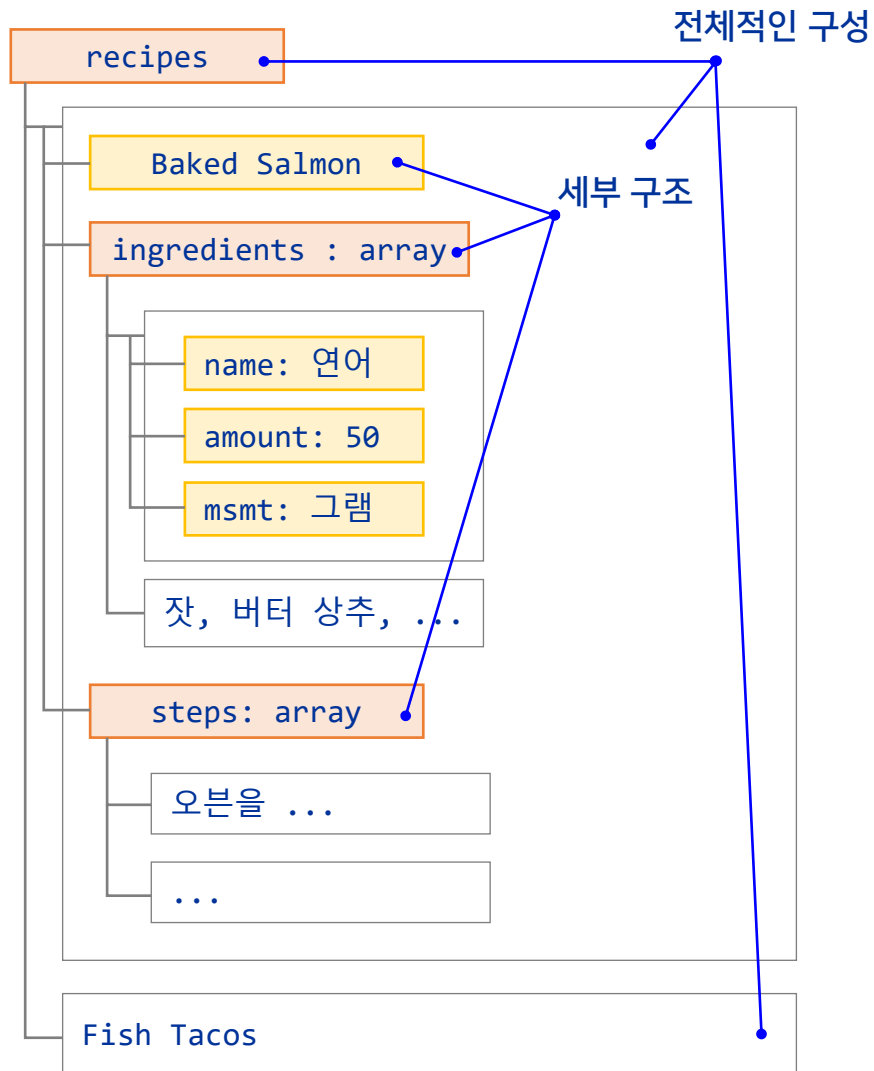 전체적인 구성
recipes
Baked Salmon
세부 구조
ingredients : array
name: 연어
amount: 50
msmt: 그램
잣, 버터 상추, ...
steps: array
오븐을 ...
...
Fish Tacos